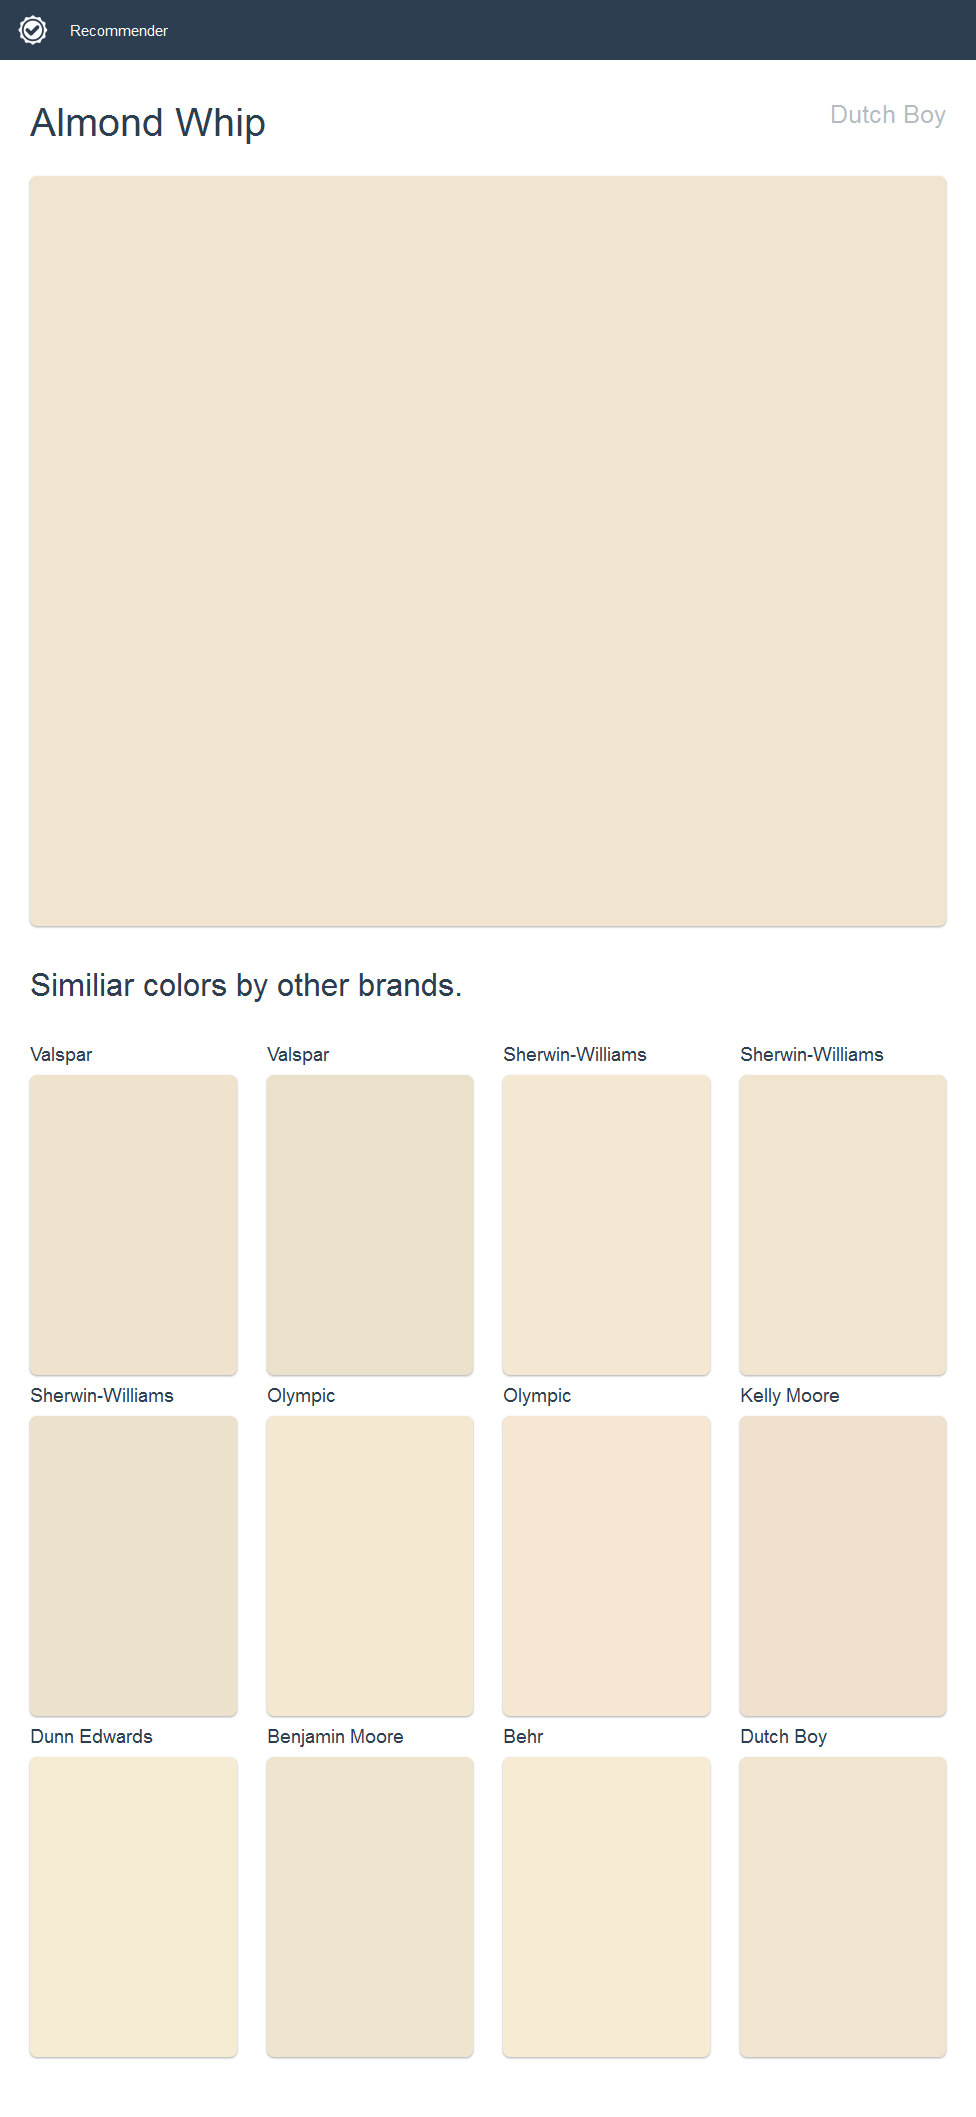 Recommender
Almond Whip
Dutch Boy
Similiar colors by other brands.
Valspar
Valspar
Sherwin-Williams
Sherwin-Williams
Sherwin-Williams
Olympic
Olympic
Kelly Moore
Dunn Edwards
Benjamin Moore
Behr
Dutch Boy